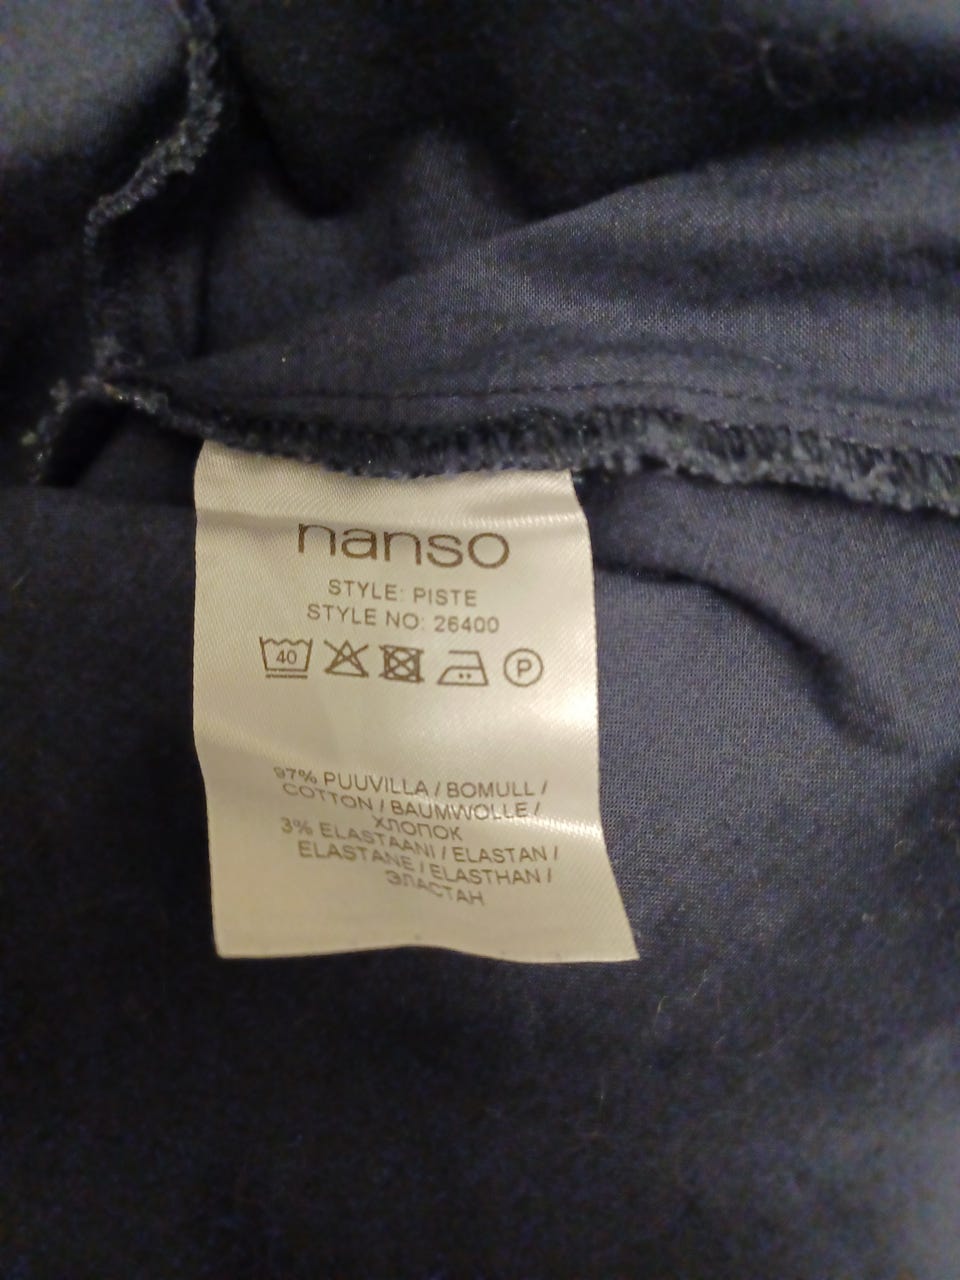 nanso
STYLE: PISTE
STYLE NO: 26400
40 P
97% PUUVILLA / BOMULL /
COTTON / BAUMWOLLE /
ХЛОПОК
3% ELASTAANI / ELASTAN /
ELASTANE / ELASTHAN /
ЭЛАСТАН